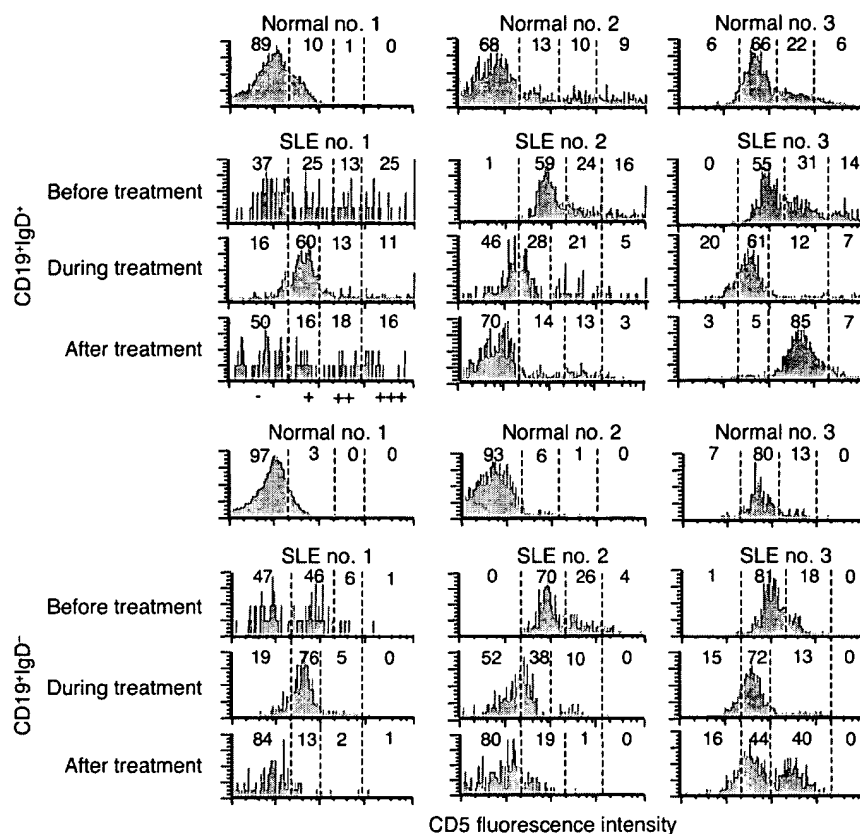 Normal no. 1 Normal no. 2 Normal no. 3
89 10 1 0 68 13 10 9 6 66 22 6
CD19+IgD+
SLE no. 1 SLE no. 2 SLE no. 3
Before treatment 37 25 13 25 1 59 24 16 0 55 31 14
During treatment 16 60 13 11 46 28 21 5 20 61 12 7
After treatment 50 16 18 16 70 14 13 3 3 5 85 7
- + ++ +++
Normal no. 1 Normal no. 2 Normal no. 3
97 3 0 0 93 6 1 0 7 80 13 0
CD19+IgD-
SLE no. 1 SLE no. 2 SLE no. 3
Before treatment 47 46 6 1 0 70 26 4 1 81 18 0
During treatment 19 76 5 0 52 38 10 0 15 72 13 0
After treatment 84 13 2 1 80 19 1 0 16 44 40 0
CD5 fluorescence intensity